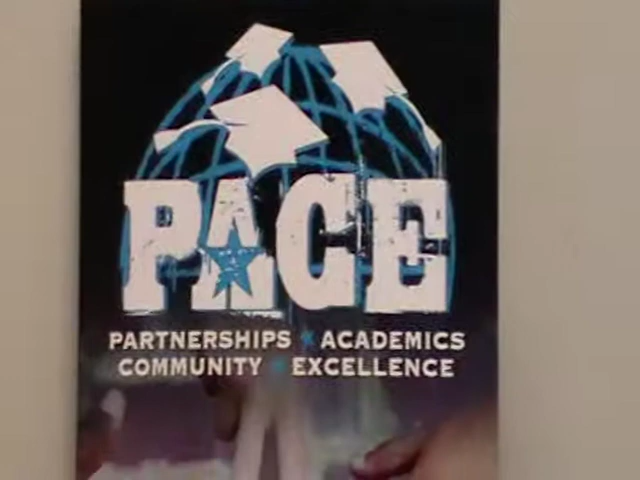 PACE
PARTNERSHIPS ★ ACADEMICS
COMMUNITY ★ EXCELLENCE